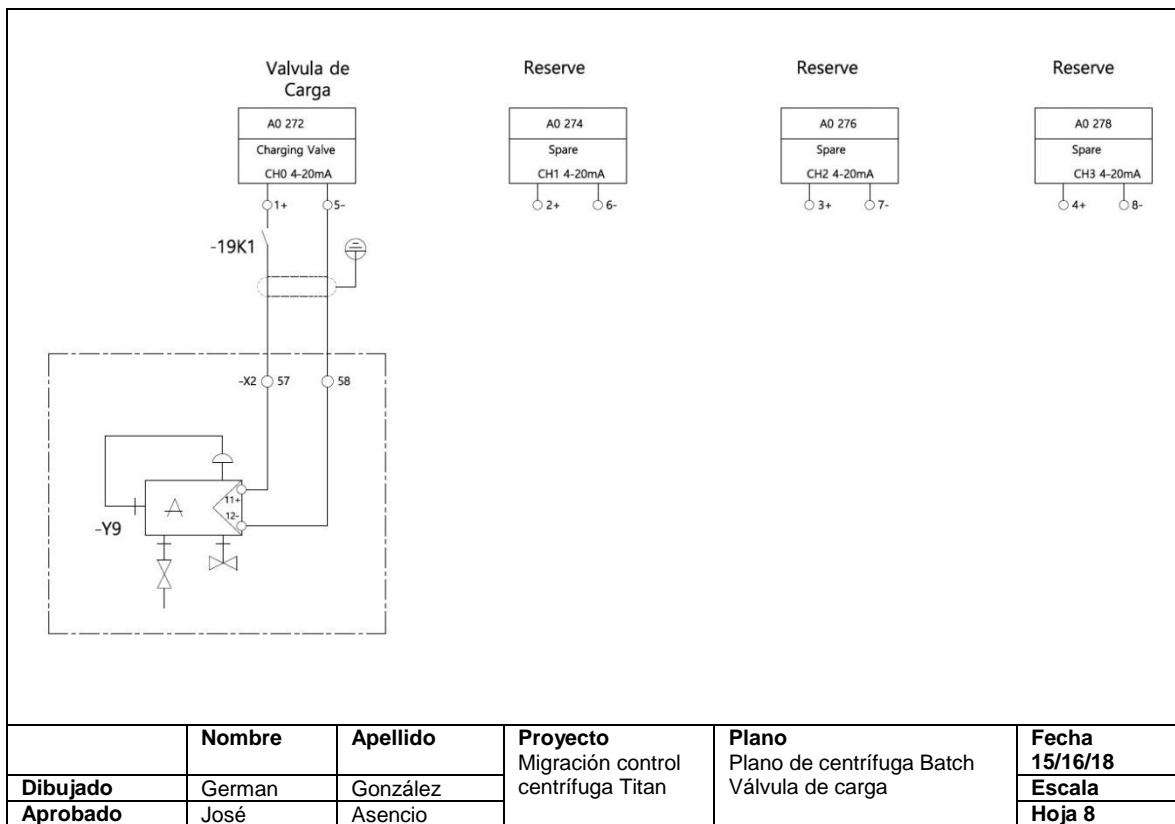 Valvula de
Carga
Reserve
Reserve
Reserve
A0 272
Charging Valve
CH0 4-20mA
1+
5-
A0 274
Spare
CH1 4-20mA
2+
6-
A0 276
Spare
CH2 4-20mA
3+
7-
A0 278
Spare
CH3 4-20mA
4+
8-
-19K1
-X2
57
58
11+
12-
A
-Y9
Nombre
Apellido
Proyecto
Migración control
centrífuga Titan
Plano
Plano de centrífuga Batch
Válvula de carga
Fecha
15/16/18
Dibujado
German
González
Escala
Aprobado
José
Asencio
Hoja 8